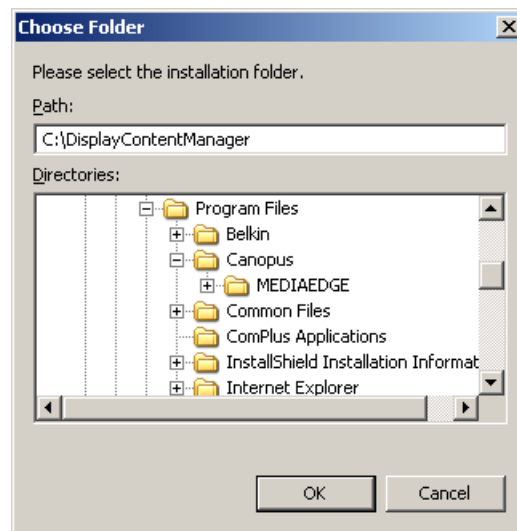 Choose Folder
Please select the installation folder.
Path:
C:\DisplayContentManager
Directories:
Program Files
Belkin
Canopus
MEDIAEDGE
Common Files
ComPlus Applications
InstallShield Installation Informat
Internet Explorer
OK Cancel